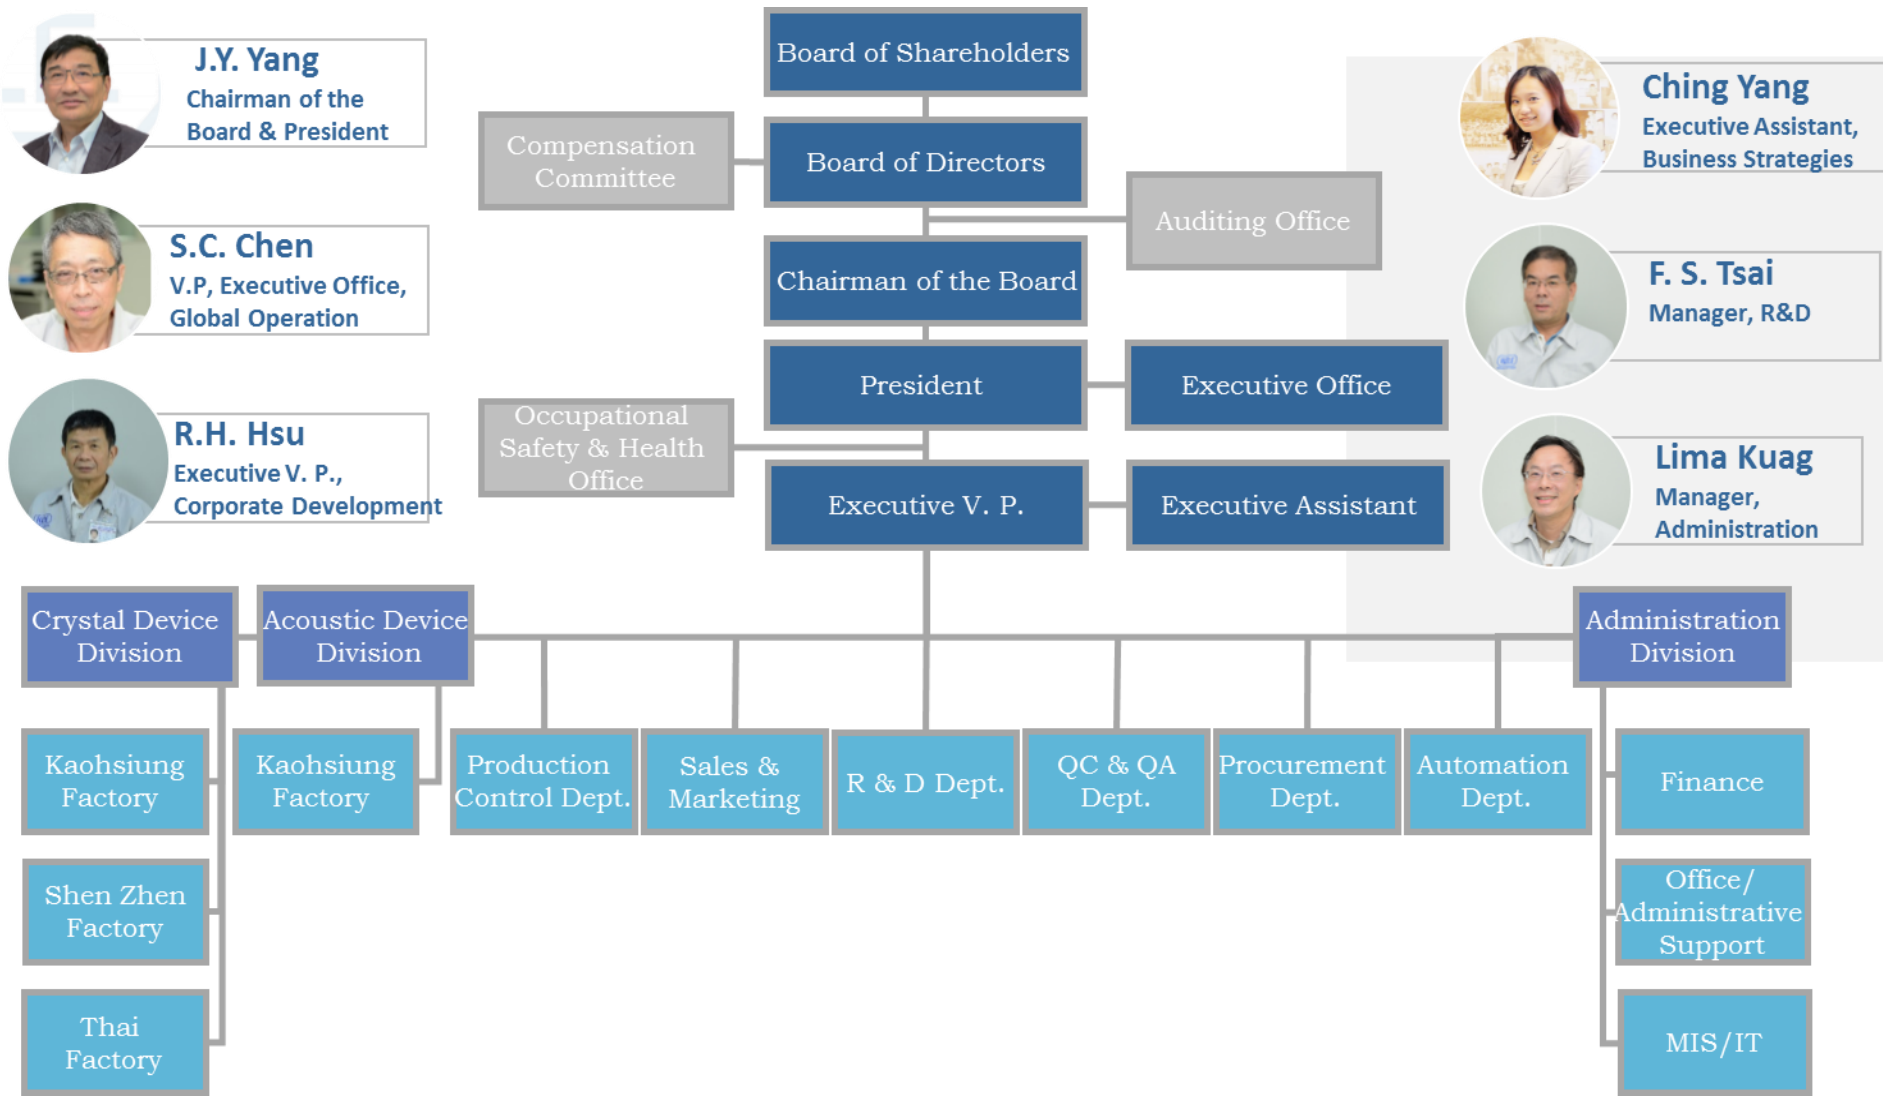 J.Y. Yang
Chairman of the
Board & President
S.C. Chen
V.P, Executive Office,
Global Operation
R.H. Hsu
Executive V. P.,
Corporate Development
Board of Shareholders
Compensation
Committee
Board of Directors
Auditing Office
Chairman of the Board
President
Executive Office
Occupational
Safety & Health
Office
Executive V. P.
Executive Assistant
Ching Yang
Executive Assistant,
Business Strategies
F. S. Tsai
Manager, R&D
Lima Kuag
Manager,
Administration
Crystal Device
Division
Acoustic Device
Division
Administration
Division
Kaohsiung
Factory
Kaohsiung
Factory
Production
Control Dept.
Sales &
Marketing
R & D Dept.
QC & QA
Dept.
Procurement
Dept.
Automation
Dept.
Finance
Shen Zhen
Factory
Office/
Administrative
Support
Thai
Factory
MIS/IT